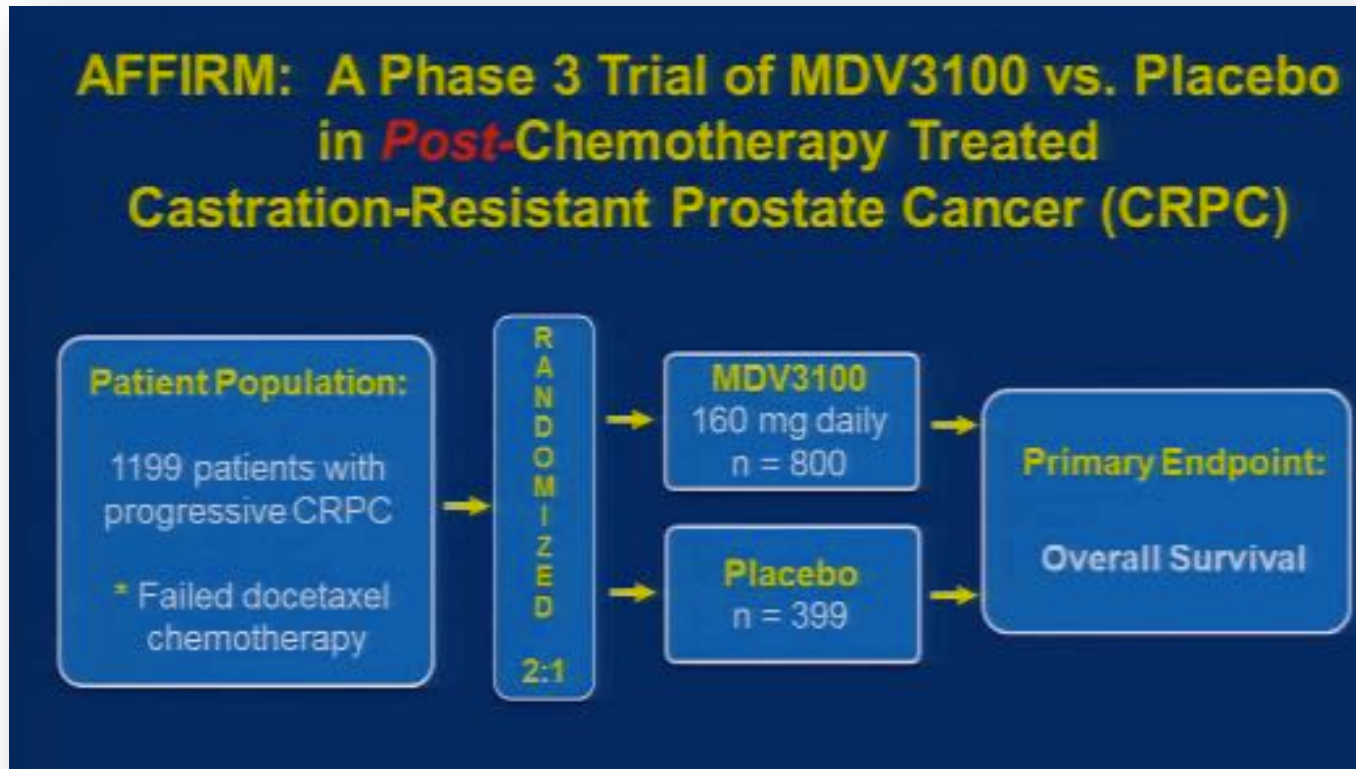 AFFIRM: A Phase 3 Trial of MDV3100 vs. Placebo
in Post-Chemotherapy Treated
Castration-Resistant Prostate Cancer (CRPC)
Patient Population:
1199 patients with
progressive CRPC
* Failed docetaxel
chemotherapy
RANDOMIZED
2:1
MDV3100
160 mg daily
n = 800
Placebo
n = 399
Primary Endpoint:
Overall Survival